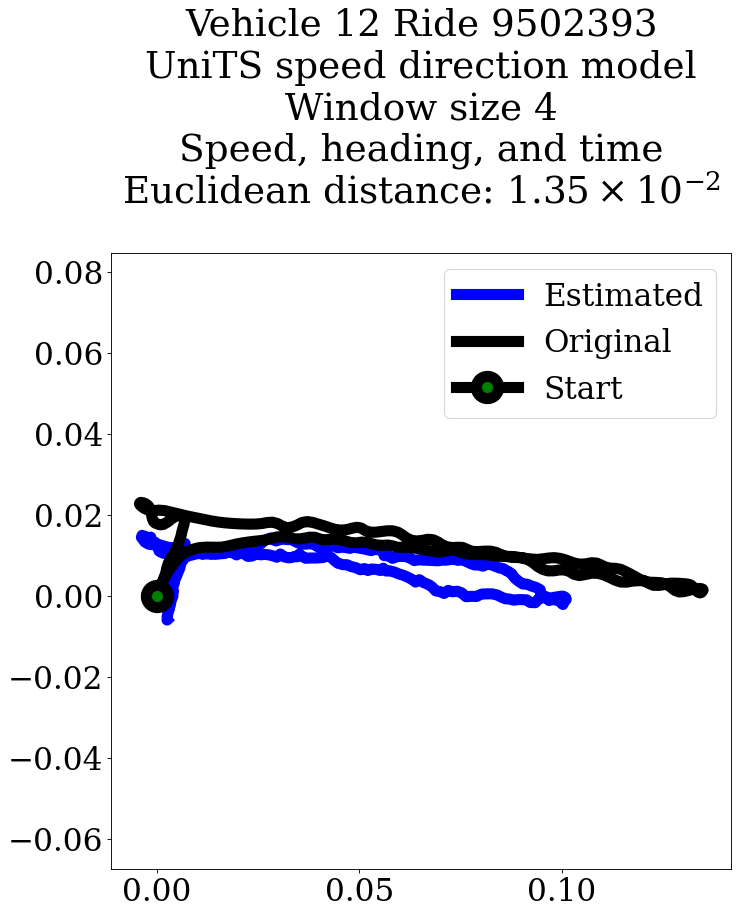 Vehicle 12 Ride 9502393
UniTS speed direction model
Window size 4
Speed, heading, and time
Euclidean distance: 1.35 × 10⁻²
Estimated
Original
Start
0.08
0.06
0.04
0.02
0.00
−0.02
−0.04
−0.06
0.00 0.05 0.10